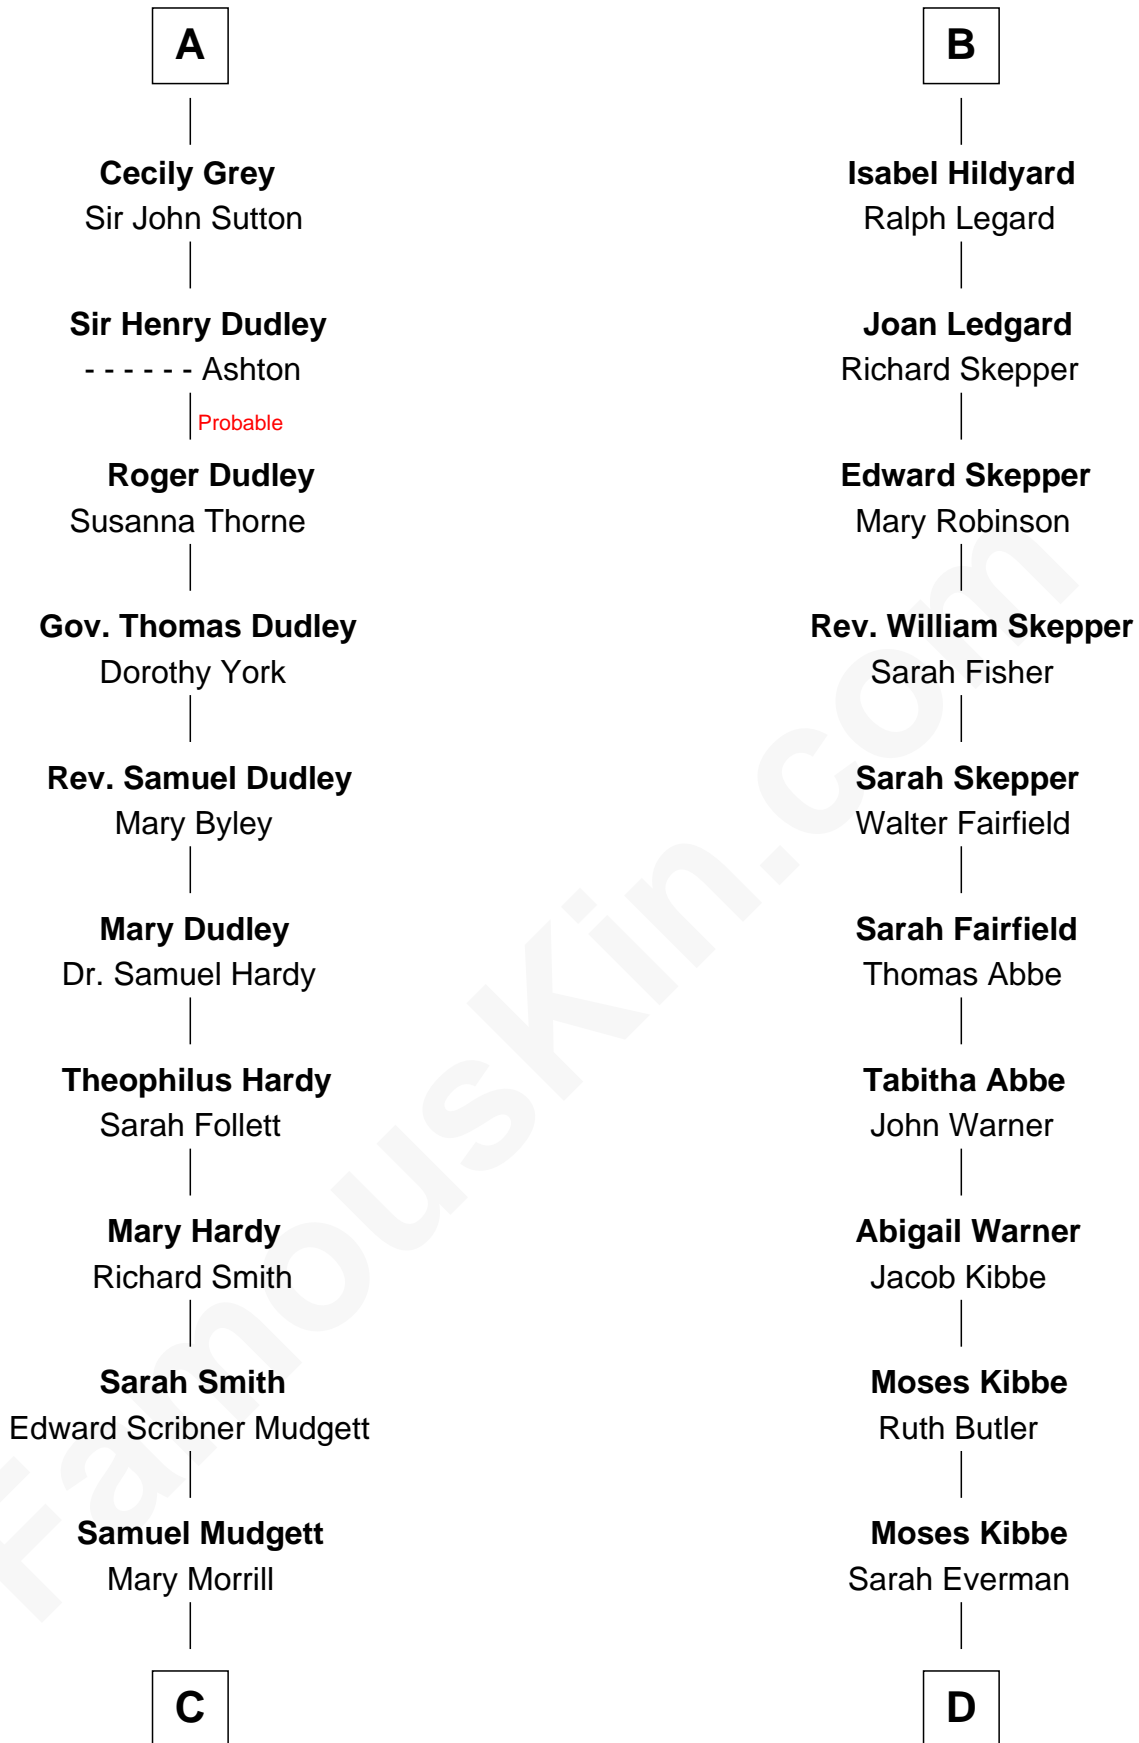 A
Cecily Grey
Sir John Sutton
Sir Henry Dudley
- - - - - - Ashton
Probable
Roger Dudley
Susanna Thorne
Gov. Thomas Dudley
Dorothy York
Rev. Samuel Dudley
Mary Byley
Mary Dudley
Dr. Samuel Hardy
Theophilus Hardy
Sarah Follett
Mary Hardy
Richard Smith
Sarah Smith
Edward Scribner Mudgett
Samuel Mudgett
Mary Morrill
C
B
Isabel Hildyard
Ralph Legard
Joan Ledgard
Richard Skepper
Edward Skepper
Mary Robinson
Rev. William Skepper
Sarah Fisher
Sarah Skepper
Walter Fairfield
Sarah Fairfield
Thomas Abbe
Tabitha Abbe
John Warner
Abigail Warner
Jacob Kibbe
Moses Kibbe
Ruth Butler
Moses Kibbe
Sarah Everman
D
FamousKin.com